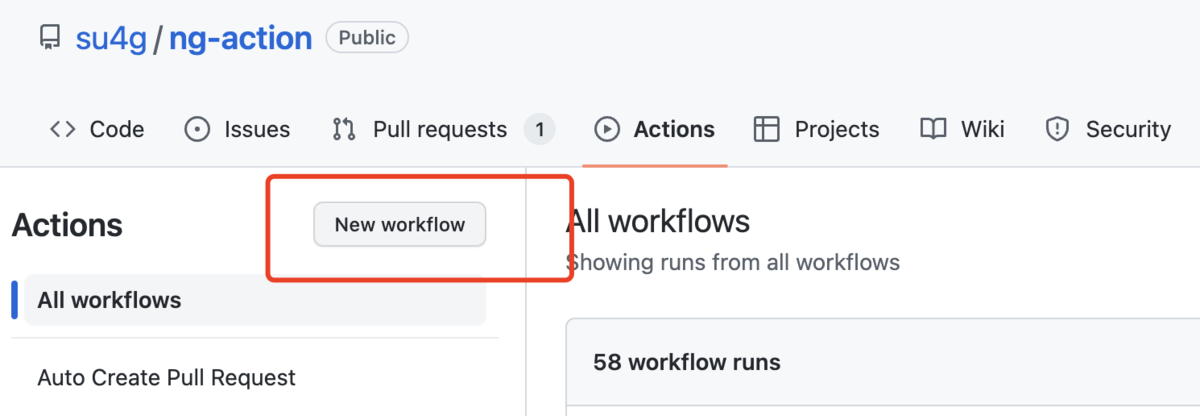 su4g / ng-action Public
Code Issues Pull requests 1 Actions Projects Wiki Security
Actions
New workflow
All workflows
Auto Create Pull Request
All workflows
Showing runs from all workflows
58 workflow runs